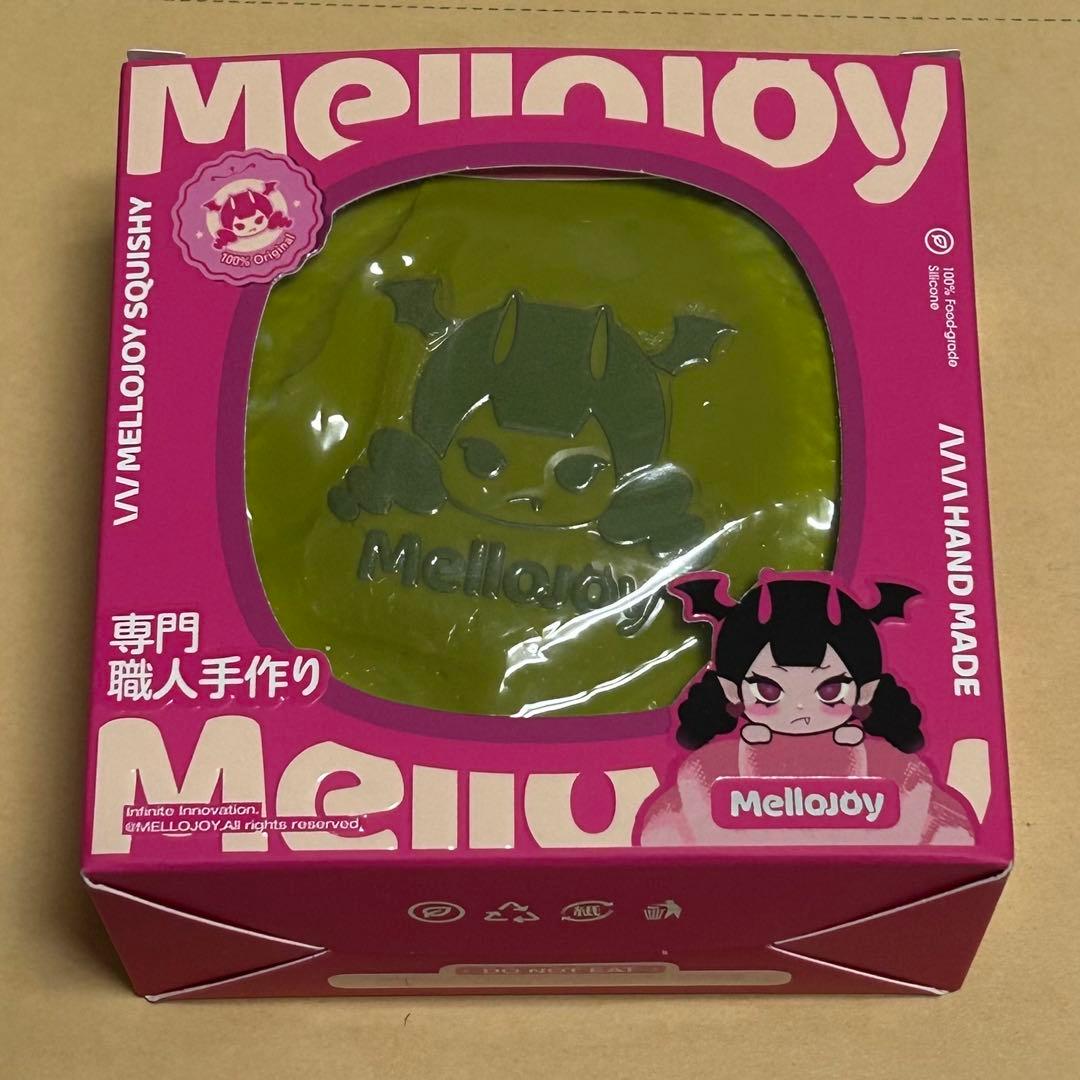 Mellojoy
100% Original
MELLOJOY SQUISHY
100% Food-grade
Silicone
Mellojoy
HAND MADE
専門
職人手作り
Infinite Innovation.
@MELLOJOY,All rights reserved.
Mellojoy
紙
DO NOT EAT